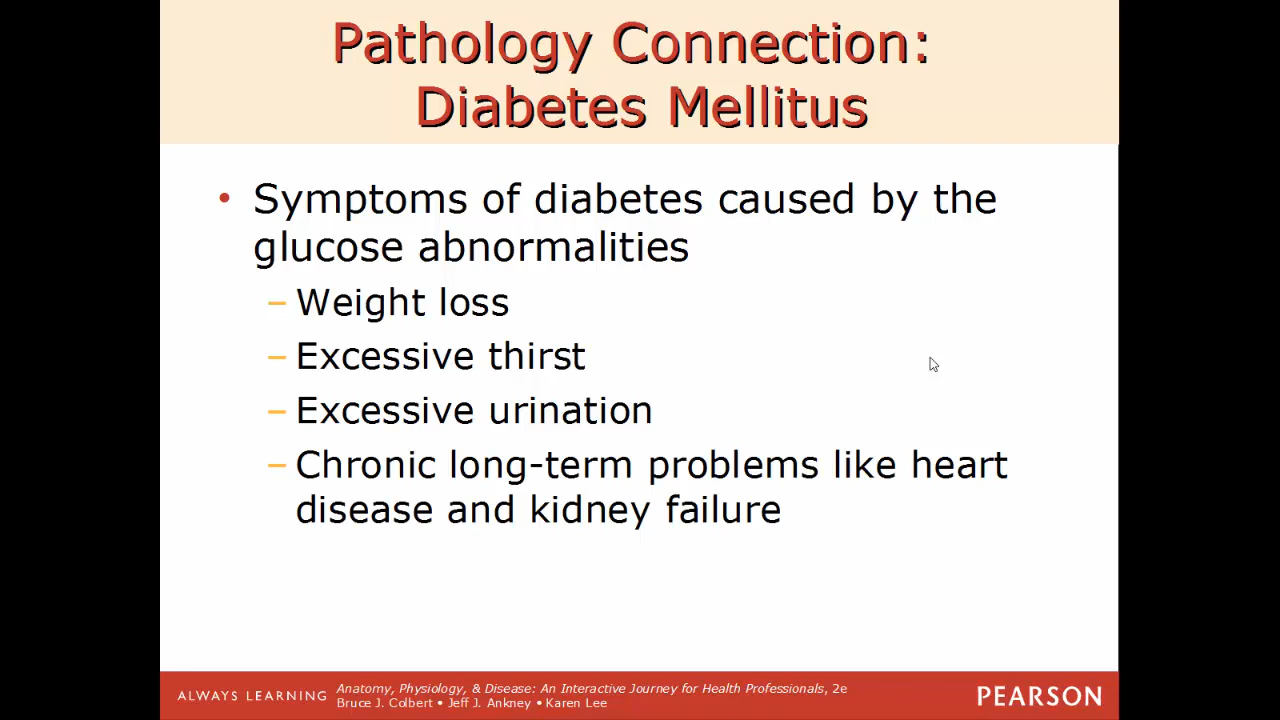 Pathology Connection:
Diabetes Mellitus
• Symptoms of diabetes caused by the
glucose abnormalities
– Weight loss
– Excessive thirst
– Excessive urination
– Chronic long-term problems like heart
disease and kidney failure
ALWAYS LEARNING
Anatomy, Physiology, & Disease: An Interactive Journey for Health Professionals, 2e
Bruce J. Colbert • Jeff J. Ankney • Karen Lee
PEARSON